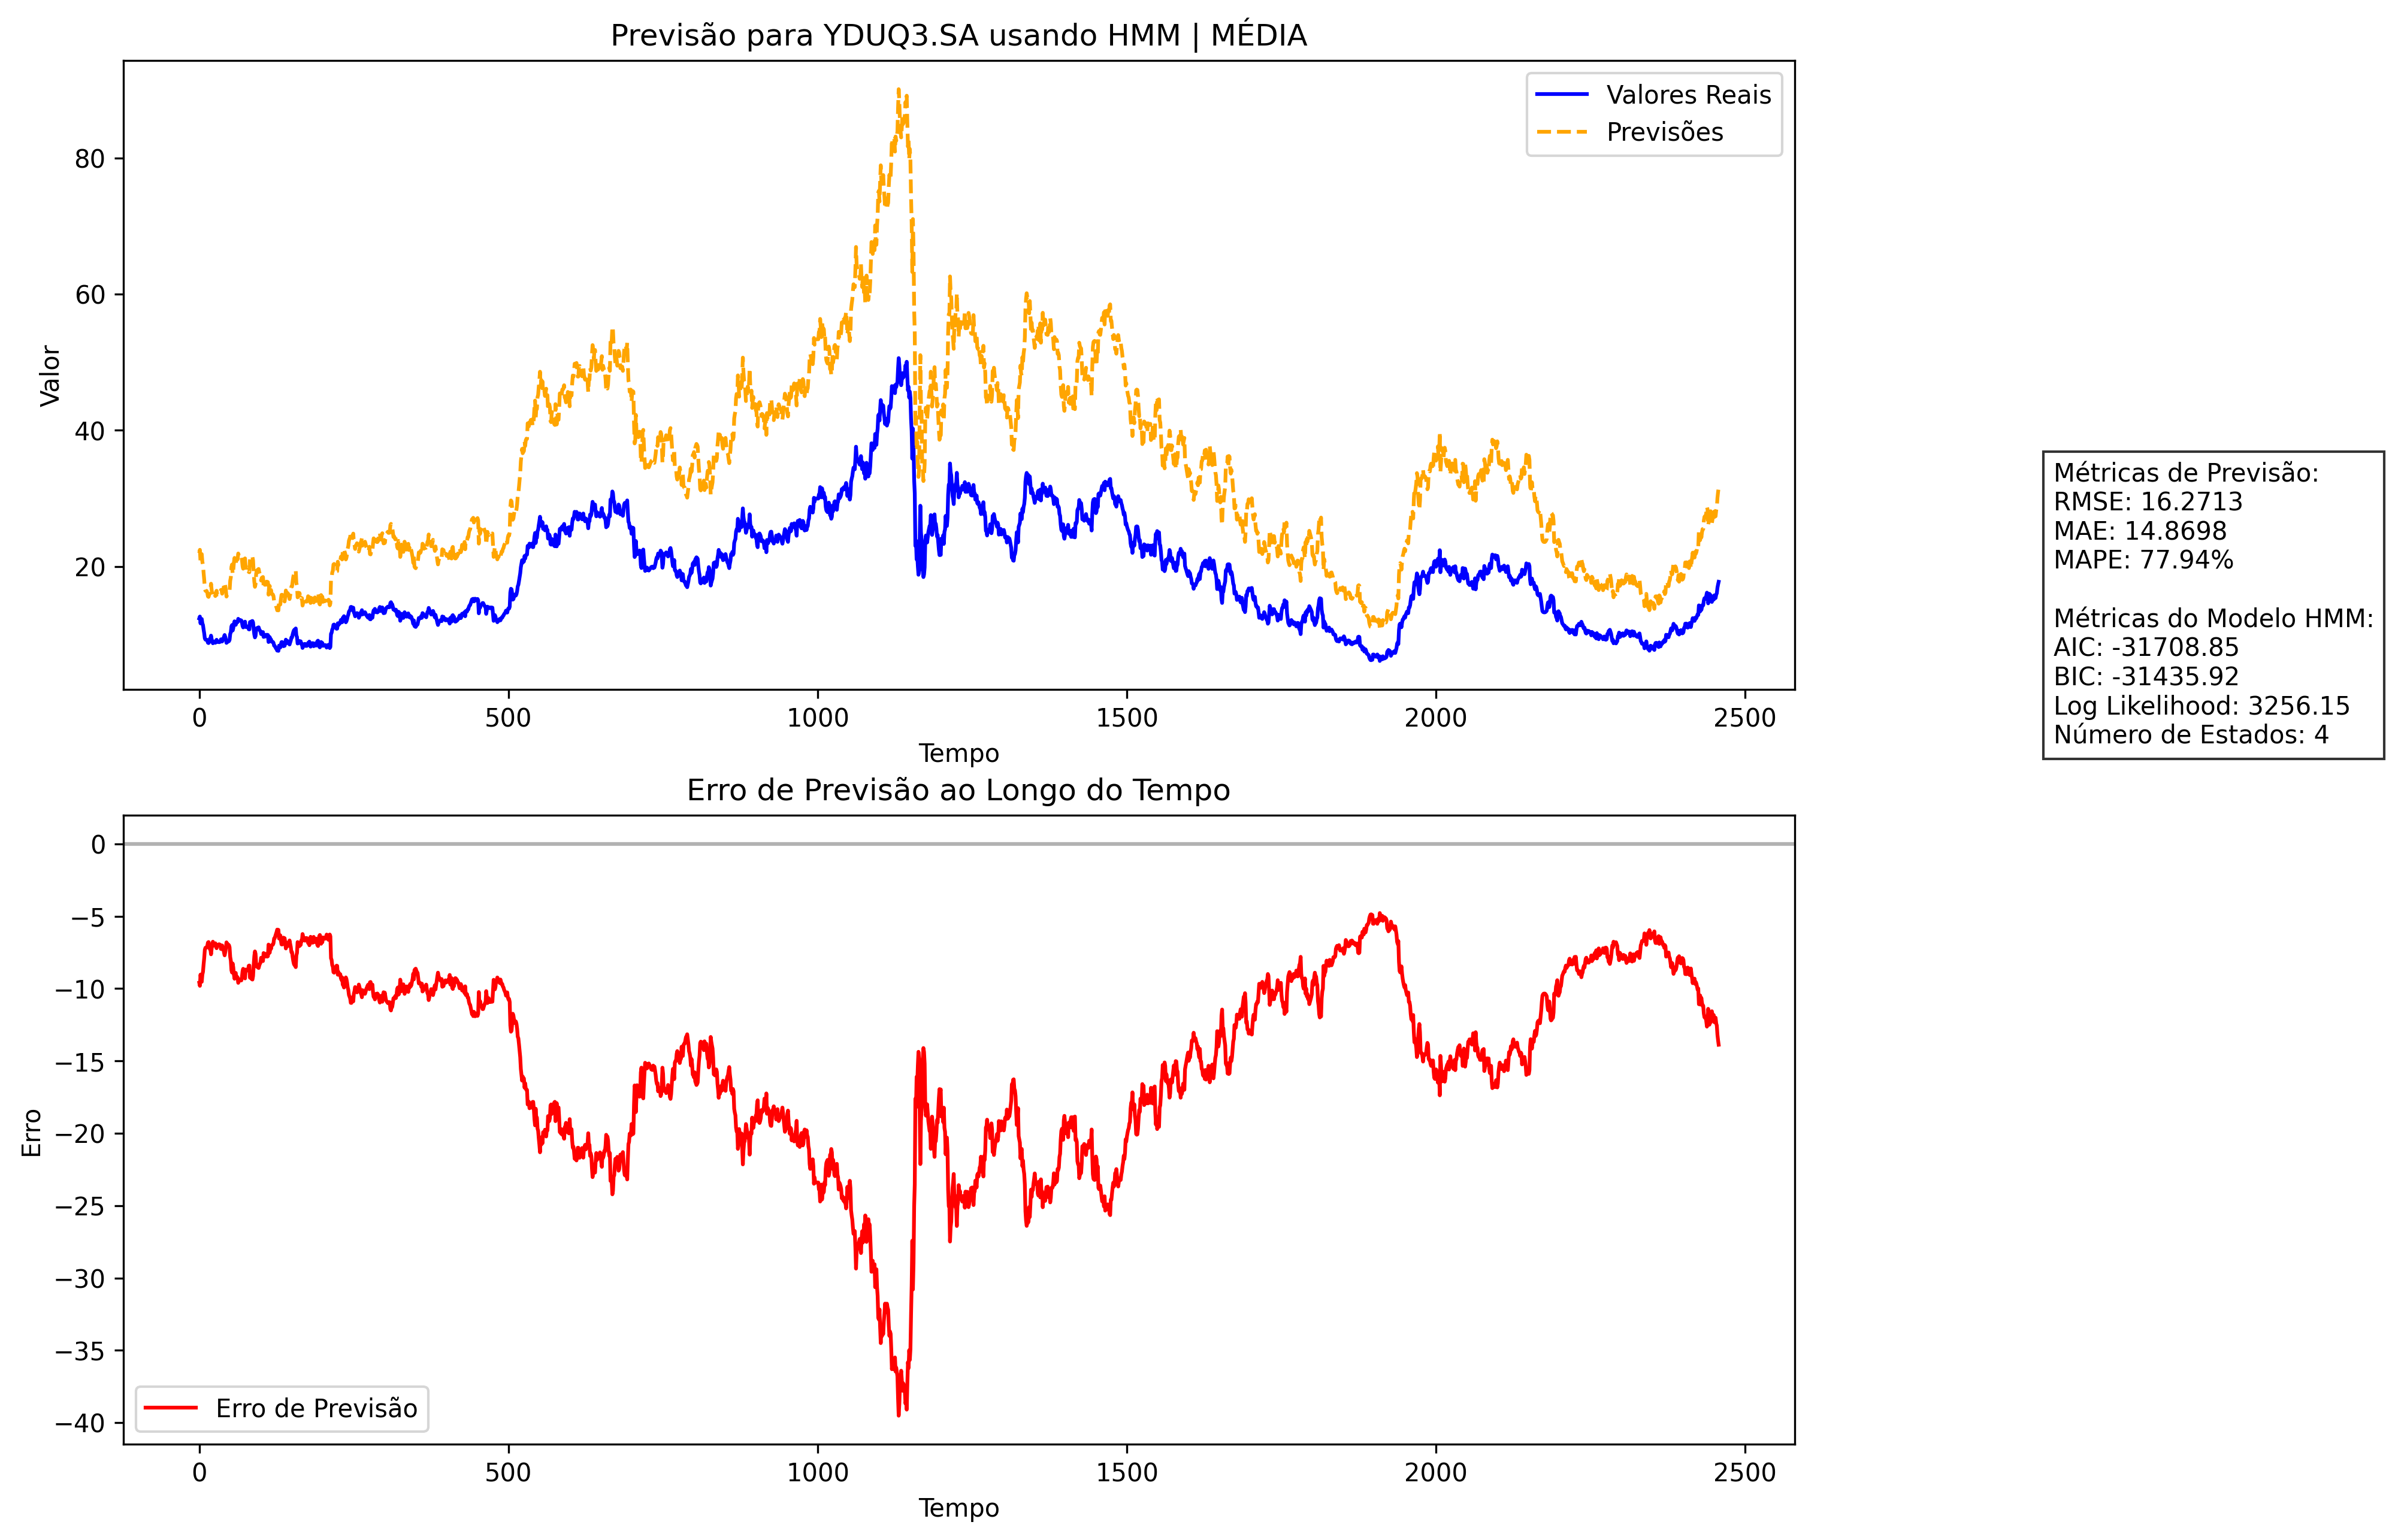 Previsão para YDUQ3.SA usando HMM | MÉDIA
Valores Reais
Previsões
Valor
80
60
40
20
0
500
1000
1500
2000
2500
Tempo
Métricas de Previsão:
RMSE: 16.2713
MAE: 14.8698
MAPE: 77.94%
Métricas do Modelo HMM:
AIC: -31708.85
BIC: -31435.92
Log Likelihood: 3256.15
Número de Estados: 4
Erro de Previsão ao Longo do Tempo
Erro
0
−5
−10
−15
−20
−25
−30
−35
−40
Erro de Previsão
0
500
1000
1500
2000
2500
Tempo